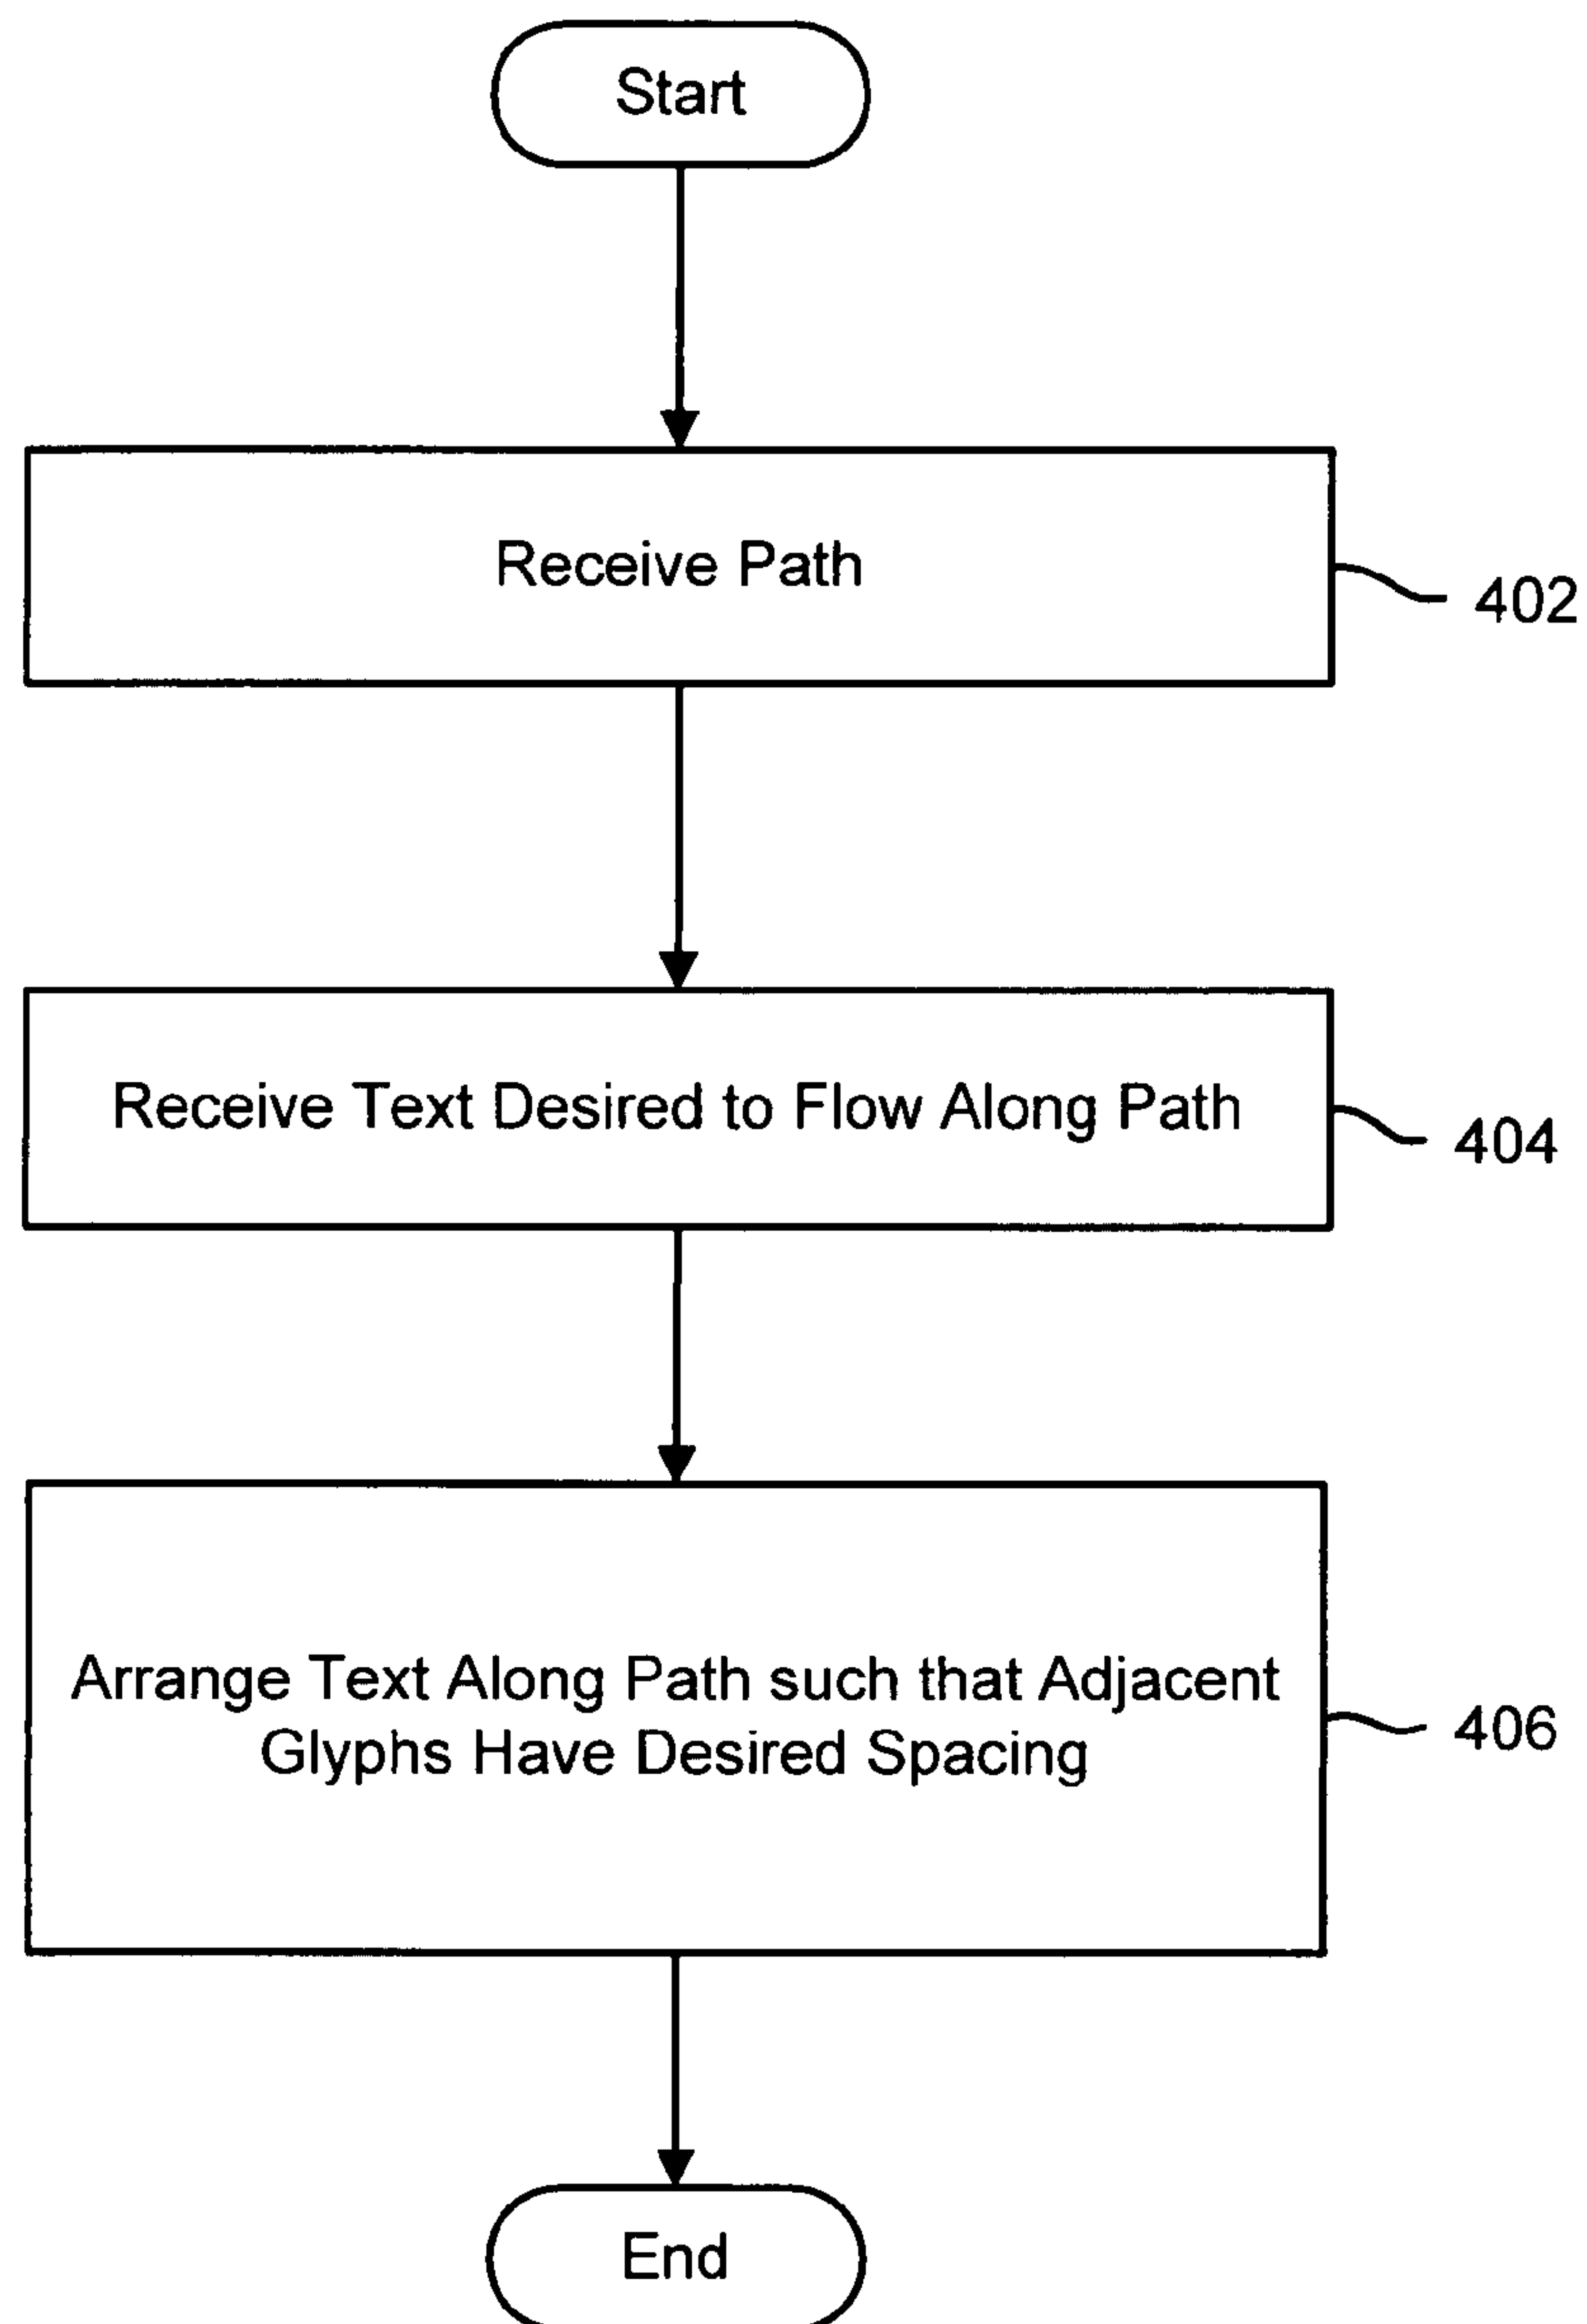 Start
Receive Path
402
Receive Text Desired to Flow Along Path
404
Arrange Text Along Path such that Adjacent
Glyphs Have Desired Spacing
406
End